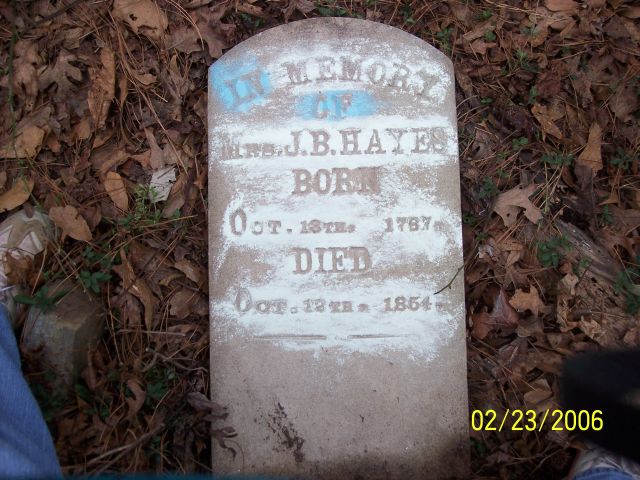 IN MEMORY
OF
MRS. J.B. HAYES
BORN
OCT. 13TH. 1787.
DIED
OCT. 12TH. 1854.
02/23/2006